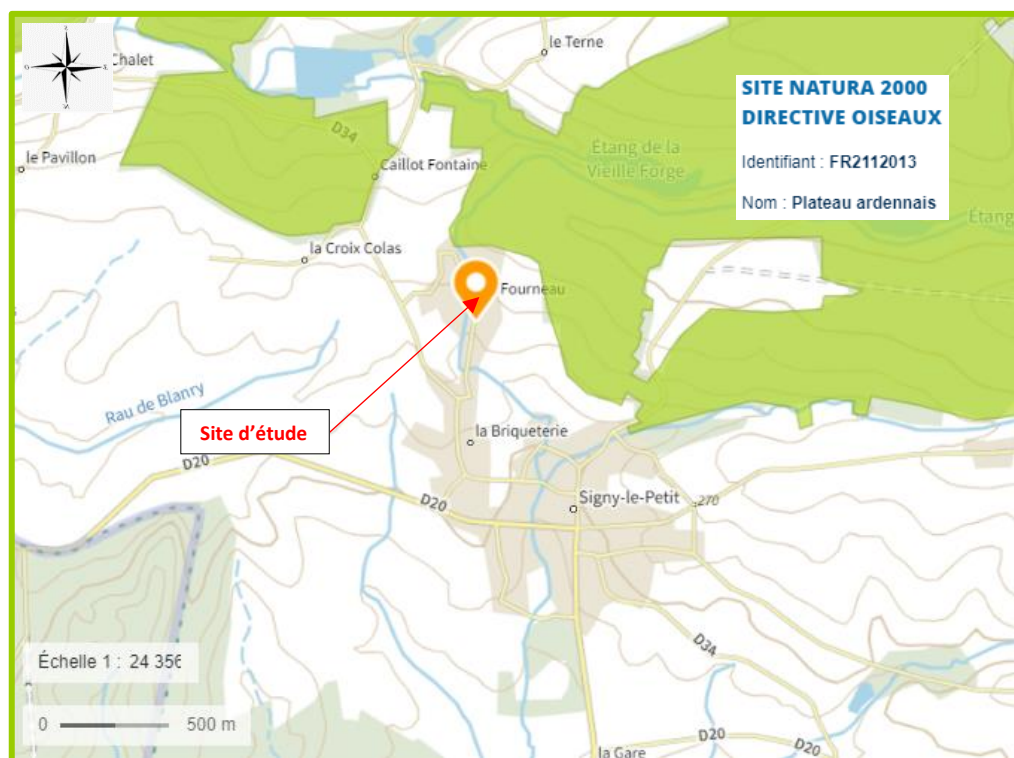 le Terne
Chalet
SITE NATURA 2000
DIRECTIVE OISEAUX
Identifiant : FR2112013
Nom : Plateau ardennais
D34
Étang de la
Vieille Forge
le Pavillon
Caillot Fontaine
Étang
la Croix Colas
Fourneau
Rau de Blanry
Site d'étude
la Briqueterie
D20
D20
Signy-le-Petit
270
D34
Échelle 1 : 24 356
0 500 m
la Gare
D20
D20